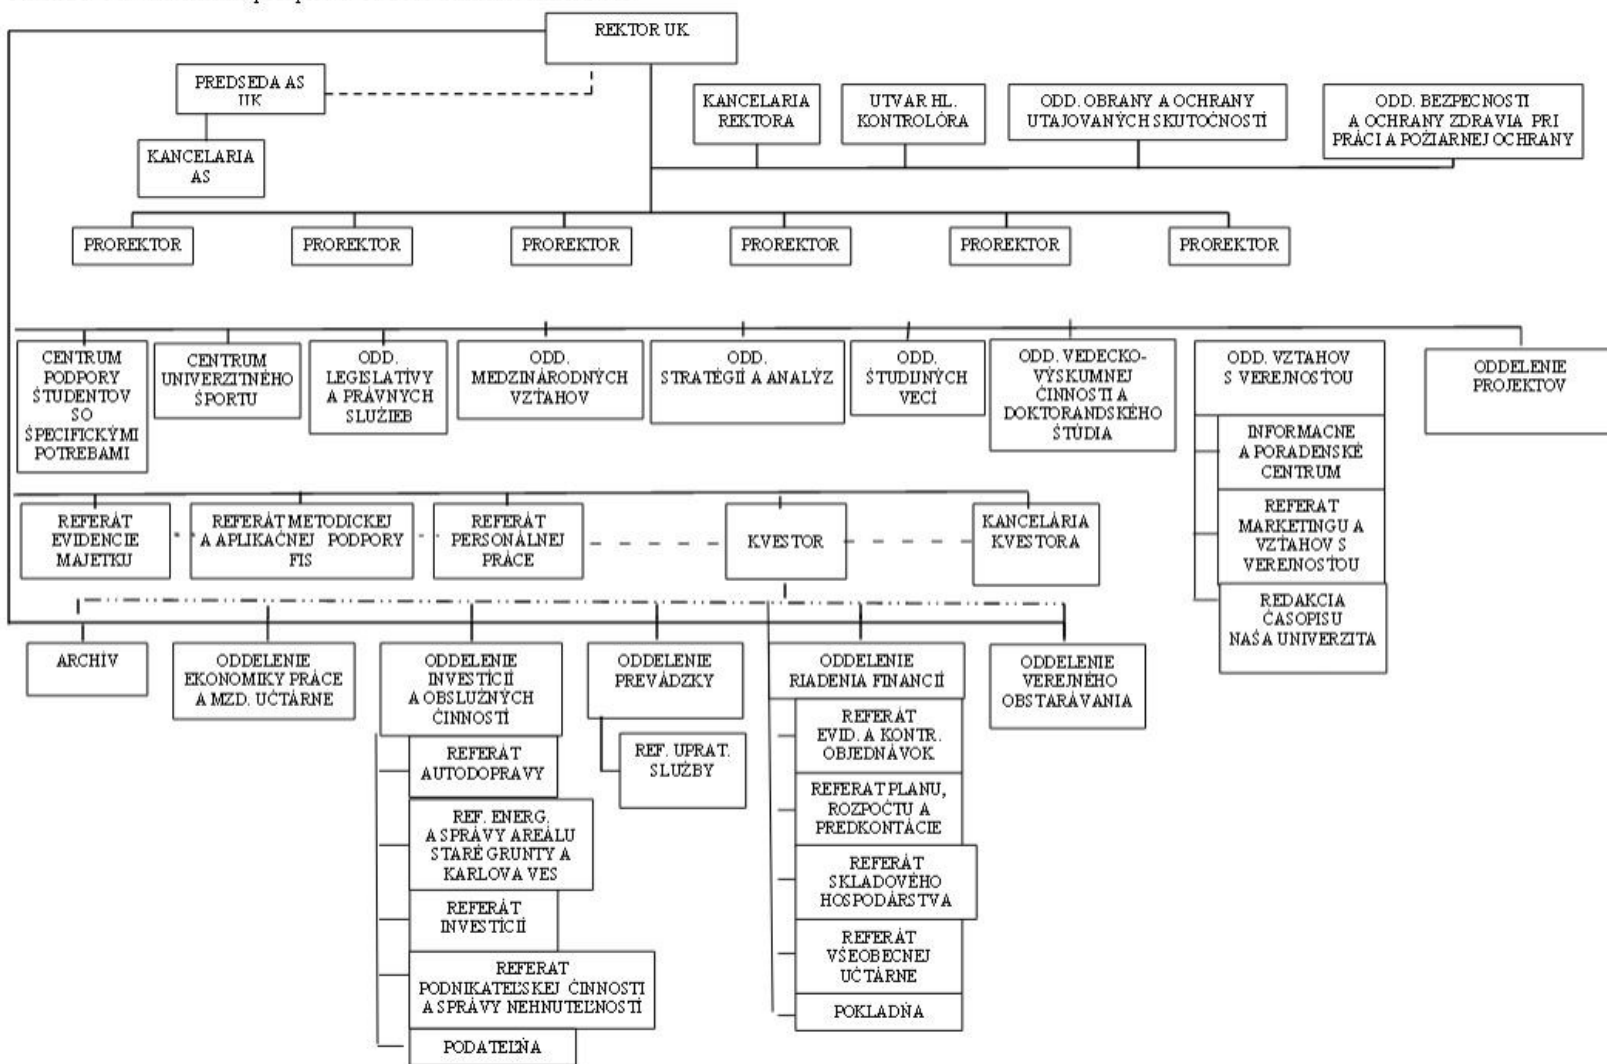 REKTOR UK
PREDSEDA AS
UK
KANCELARIA
AS
KANCELARIA
REKTORA
UTVAR HL.
KONTROLÓRA
ODD. OBRANY A OCHRANY
UTAJOVANÝCH SKUTOČNOSTÍ
ODD. BEZPECNOSTI
A OCHRANY ZDRAVIA PRI
PRÁCI A POŽIARNEJ OCHRANY
PROREKTOR
PROREKTOR
PROREKTOR
PROREKTOR
PROREKTOR
PROREKTOR
CENTRUM
PODPORY
ŠTUDENTOV
SO
ŠPECIFICKÝMI
POTREBAMI
CENTRUM
UNIVERZITNÉHO
ŠPORTU
ODD.
LEGISLATÍVY
A PRÁVNYCH
SLUŽIEB
ODD.
MEDZINÁRODNÝCH
VZŤAHOV
ODD.
STRATÉGIÍ A ANALÝZ
ODD.
ŠTUDIJNÝCH
VECÍ
ODD. VEDECKO-
VÝSKUMNEJ
ČINNOSTI A
DOKTORANDSKÉHO
ŠTÚDIA
ODD. VZTAHOV
S VEREJNOSŤOU
INFORMACNE
A PORADENSKÉ
CENTRUM
REFERAT
MARKETINGU A
VZŤAHOV S
VEREJNOSŤOU
REDAKCIA
ČASOPISU
NAŠA UNIVERZITA
ODDELENIE
PROJEKTOV
REFERÁT
EVIDENCIE
MAJETKU
REFERÁT METODICKEJ
A APLIKAČNEJ PODPORY
FIS
REFERÁT
PERSONÁLNEJ
PRÁCE
KVESTOR
KANCELÁRIA
KVESTORA
ARCHÍV
ODDELENIE
EKONOMIKY PRÁCE
A MZD. UČTÁRNE
ODDELENIE
INVESTÍCIÍ
A OBSLUŽNÝCH
ČINNOSTÍ
REFERÁT
AUTODOPRAVY
REF. ENERG.
A SPRÁVY AREÁLU
STARÉ GRUNTY A
KARLOVA VES
REFERÁT
INVESTÍCIÍ
REFERAT
PODNIKATEĽSKEJ ČINNOSTI
A SPRÁVY NEHNUTEĽNOSTÍ
PODATEĽŇA
ODDELENIE
PREVÁDZKY
REF. UPRAT.
SLUŽBY
ODDELENIE
RIADENIA FINANCIÍ
REFERÁT
EVID. A KONTR.
OBJEDNÁVOK
REFERAT PLANU,
ROZPOČTU A
PREDKONTÁCIE
REFERÁT
SKLADOVÉHO
HOSPODÁRSTVA
REFERÁT
VŠEOBECNEJ
UČTÁRNE
POKLADŇA
ODDELENIE
VEREJNÉHO
OBSTARÁVANIA